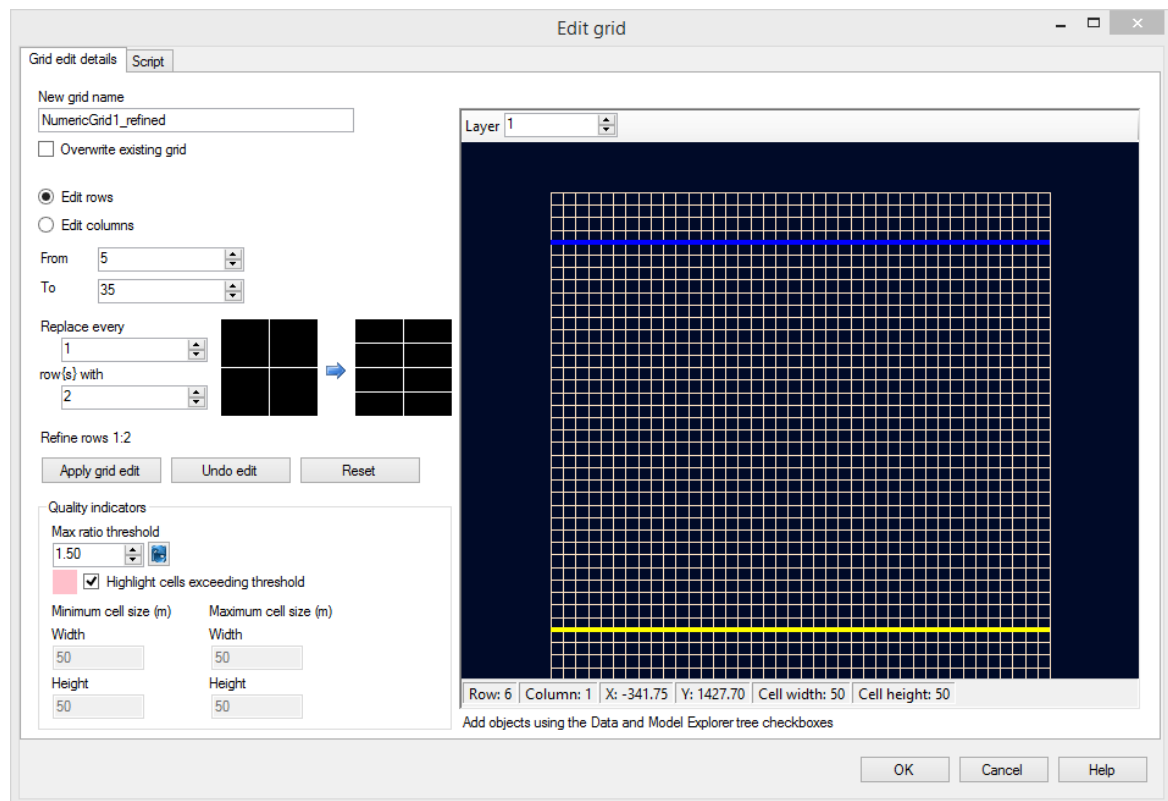 Edit grid
Grid edit details Script
New grid name
NumericGrid1_refined
Overwrite existing grid
Edit rows
Edit columns
From 5
To 35
Replace every
1
row{s} with
2
Refine rows 1:2
Apply grid edit Undo edit Reset
Quality indicators
Max ratio threshold
1.50
Highlight cells exceeding threshold
Minimum cell size (m) Maximum cell size (m)
Width Width
50 50
Height Height
50 50
Layer 1
Row: 6 Column: 1 X: -341.75 Y: 1427.70 Cell width: 50 Cell height: 50
Add objects using the Data and Model Explorer tree checkboxes
OK Cancel Help